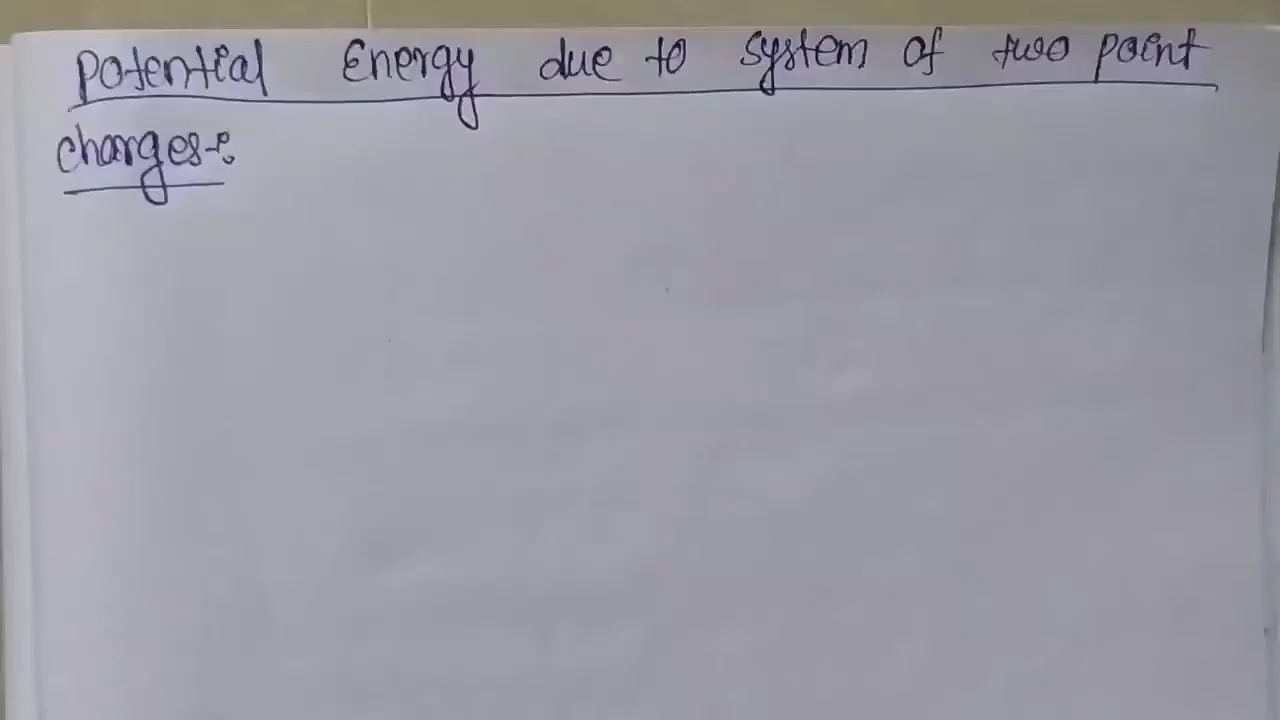 Potential Energy due to system of two point
charges:-